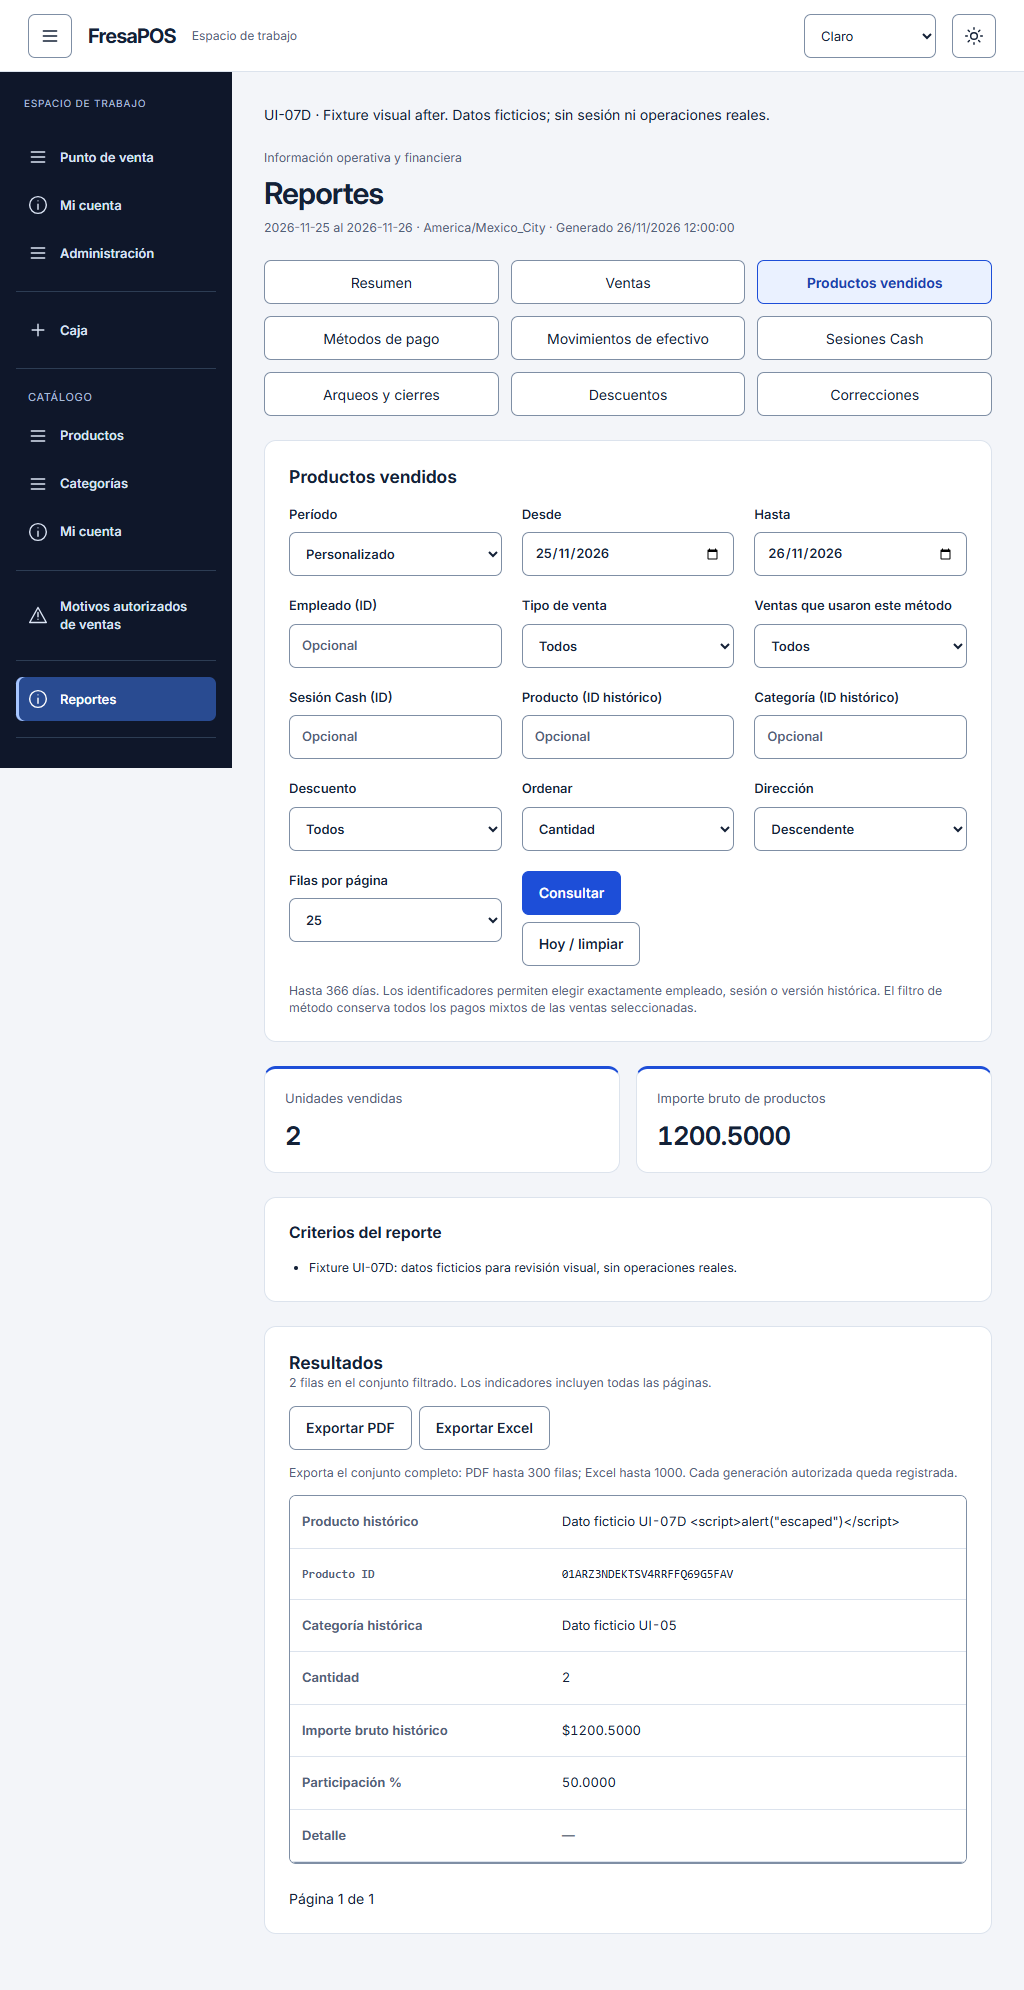 FresaPOS
Espacio de trabajo
Claro
ESPACIO DE TRABAJO
Punto de venta
Mi cuenta
Administración
Caja
CATÁLOGO
Productos
Categorías
Mi cuenta
Motivos autorizados
de ventas
Reportes
UI-07D · Fixture visual after. Datos ficticios; sin sesión ni operaciones reales.
Información operativa y financiera
Reportes
2026-11-25 al 2026-11-26 · America/Mexico_City · Generado 26/11/2026 12:00:00
Resumen
Ventas
Productos vendidos
Métodos de pago
Movimientos de efectivo
Sesiones Cash
Arqueos y cierres
Descuentos
Correcciones
Productos vendidos
Período
Desde
Hasta
Personalizado
25/11/2026
26/11/2026
Empleado (ID)
Tipo de venta
Ventas que usaron este método
Opcional
Todos
Todos
Sesión Cash (ID)
Producto (ID histórico)
Categoría (ID histórico)
Opcional
Opcional
Opcional
Descuento
Ordenar
Dirección
Todos
Cantidad
Descendente
Filas por página
25
Consultar
Hoy / limpiar
Hasta 366 días. Los identificadores permiten elegir exactamente empleado, sesión o versión histórica. El filtro de
método conserva todos los pagos mixtos de las ventas seleccionadas.
Unidades vendidas
2
Importe bruto de productos
1200.5000
Criterios del reporte
• Fixture UI-07D: datos ficticios para revisión visual, sin operaciones reales.
Resultados
2 filas en el conjunto filtrado. Los indicadores incluyen todas las páginas.
Exportar PDF
Exportar Excel
Exporta el conjunto completo: PDF hasta 300 filas; Excel hasta 1000. Cada generación autorizada queda registrada.
Producto histórico
Dato ficticio UI-07D <script>alert("escaped")</script>
Producto ID
01ARZ3NDEKTSV4RRFFQ69G5FAV
Categoría histórica
Dato ficticio UI-05
Cantidad
2
Importe bruto histórico
$1200.5000
Participación %
50.0000
Detalle
—
Página 1 de 1